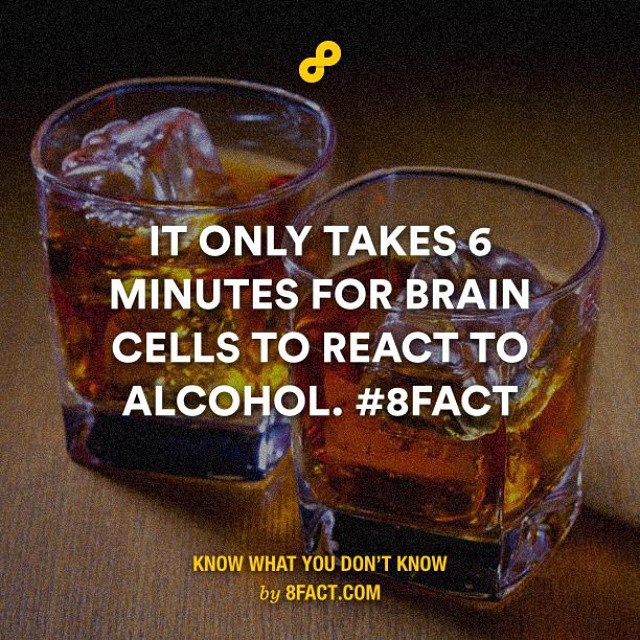 IT ONLY TAKES 6
MINUTES FOR BRAIN
CELLS TO REACT TO
ALCOHOL. #8FACT
KNOW WHAT YOU DON'T KNOW
by 8FACT.COM